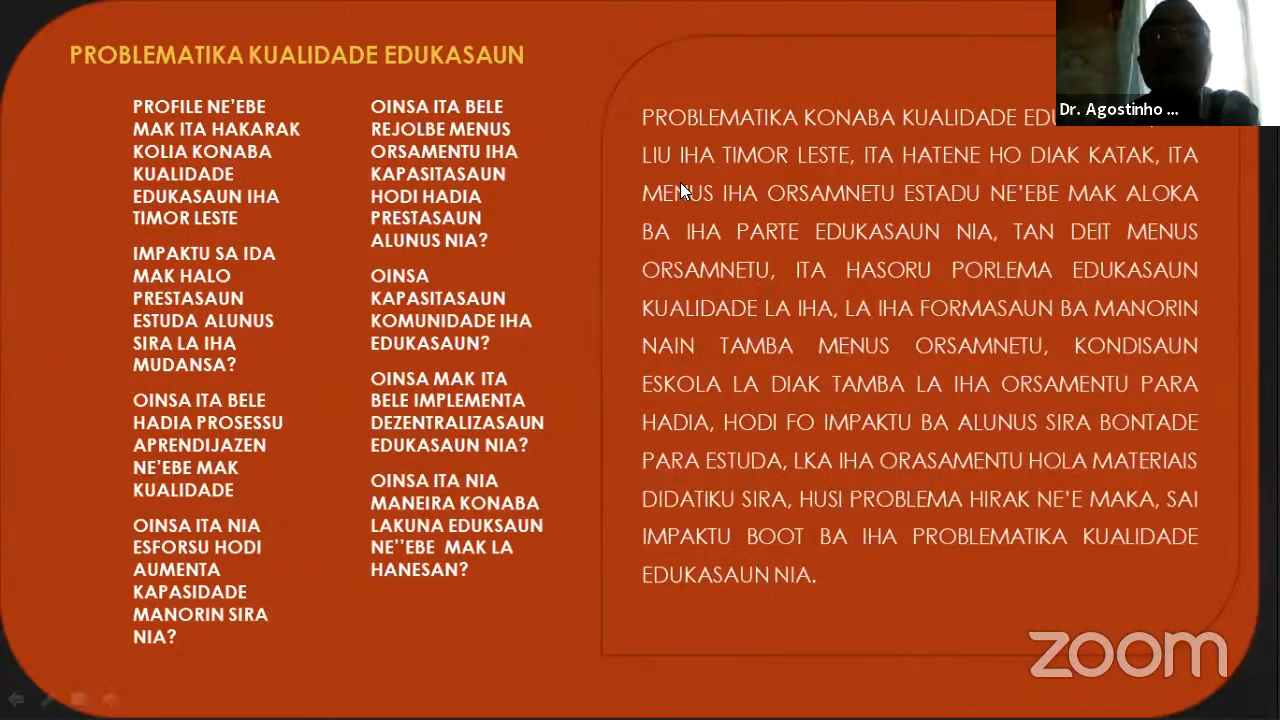 PROBLEMATIKA KUALIDADE EDUKASAUN
PROFILE NE’EBE
MAK ITA HAKARAK
KOLIA KONABA
KUALIDADE
EDUKASAUN IHA
TIMOR LESTE
IMPAKTU SA IDA
MAK HALO
PRESTASAUN
ESTUDA ALUNUS
SIRA LA IHA
MUDANSA?
OINSA ITA BELE
HADIA PROSESSU
APRENDIJAZEN
NE’EBE MAK
KUALIDADE
OINSA ITA NIA
ESFORSU HODI
AUMENTA
KAPASIDADE
MANORIN SIRA
NIA?
OINSA ITA BELE
REJOLBE MENUS
ORSAMENTU IHA
KAPASITASAUN
HODI HADIA
PRESTASAUN
ALUNUS NIA?
OINSA
KAPASITASAUN
KOMUNIDADE IHA
EDUKASAUN?
OINSA MAK ITA
BELE IMPLEMENTA
DEZENTRALIZASAUN
EDUKASAUN NIA?
OINSA ITA NIA
MANEIRA KONABA
LAKUNA EDUKSAUN
NE’’EBE MAK LA
HANESAN?
PROBLEMATIKA KONABA KUALIDADE
LIU IHA TIMOR LESTE, ITA HATENE HO DIAK KATAK, ITA
MENUS IHA ORSAMNETU ESTADU NE’EBE MAK ALOKA
BA IHA PARTE EDUKASAUN NIA, TAN DEIT MENUS
ORSAMNETU, ITA HASORU PORLEMA EDUKASAUN
KUALIDADE LA IHA, LA IHA FORMASAUN BA MANORIN
NAIN TAMBA MENUS ORSAMNETU, KONDISAUN
ESKOLA LA DIAK TAMBA LA IHA ORSAMENTU PARA
HADIA, HODI FO IMPAKTU BA ALUNUS SIRA BONTADE
PARA ESTUDA, LKA IHA ORASAMENTU HOLA MATERIAIS
DIDATIKU SIRA, HUSI PROBLEMA HIRAK NE’E MAKA, SAI
IMPAKTU BOOT BA IHA PROBLEMATIKA KUALIDADE
EDUKASAUN NIA.
Dr. Agostinho ...
zoom